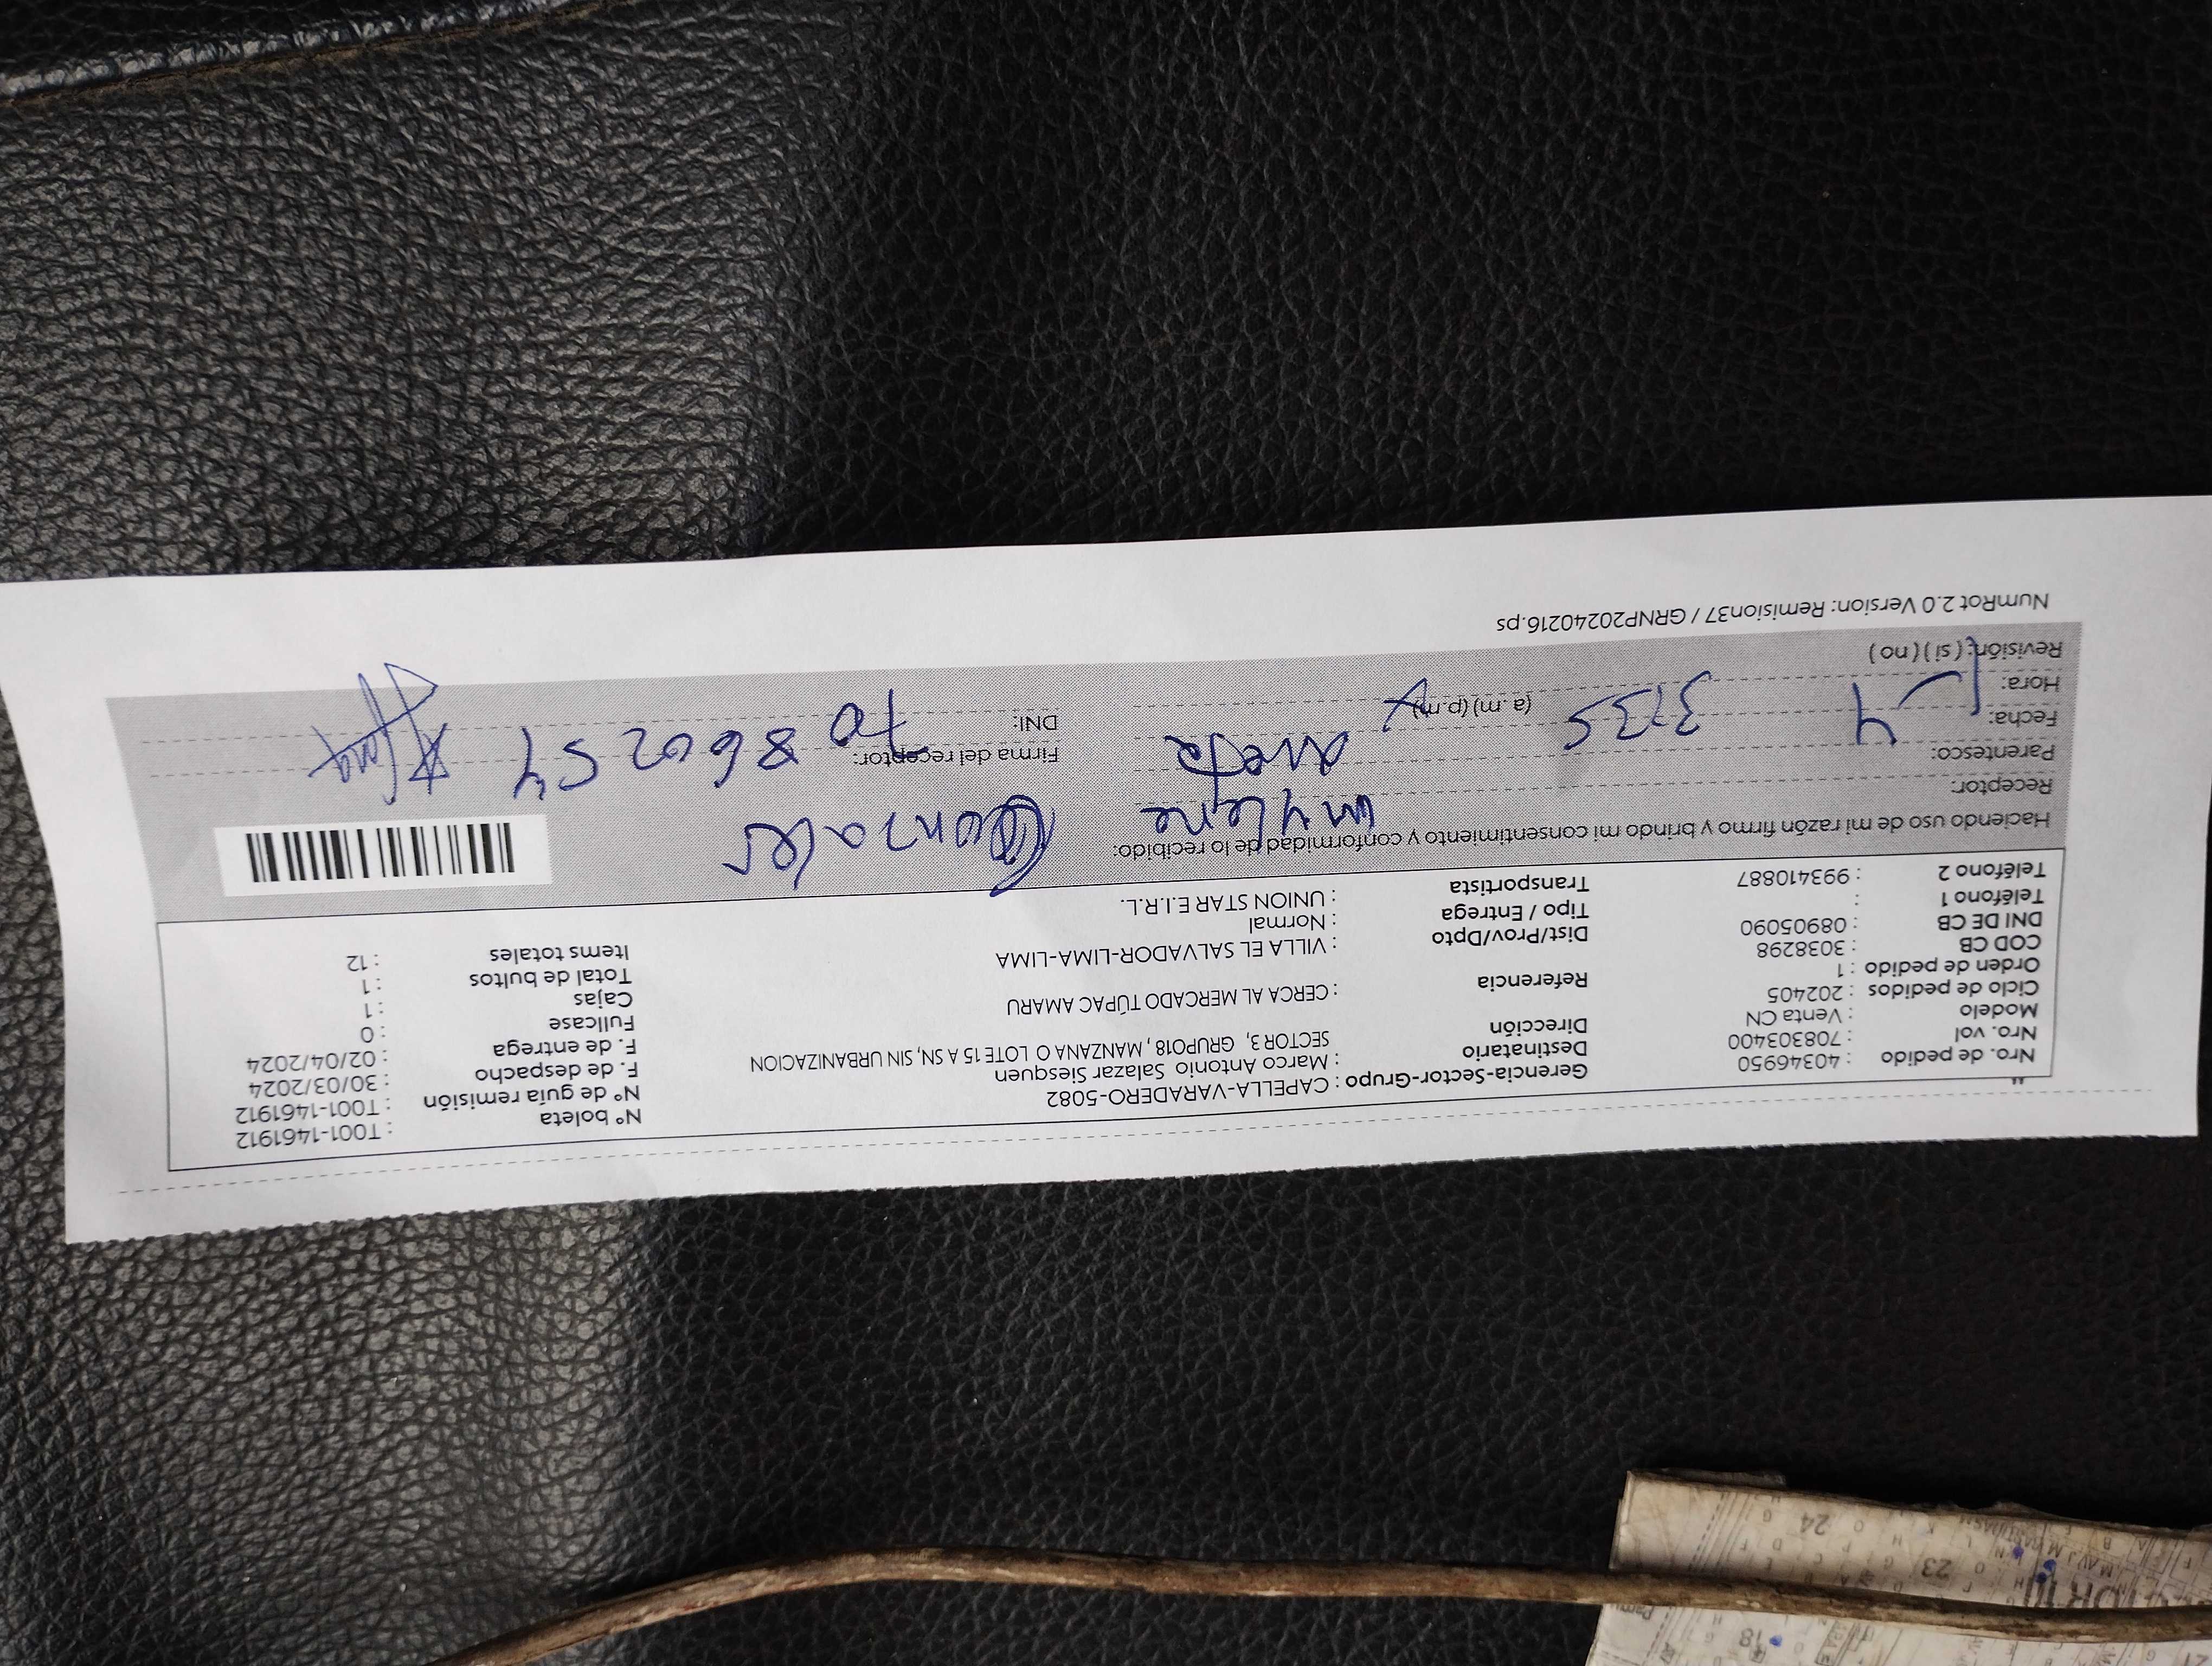 Nro. de pedido : 40346950
Nro. vol : 708303400
Modelo : Venta CN
Ciclo de pedidos : 202405
Orden de pedido : 1
COD CB : 3038298
DNI DE CB : 08905090
Teléfono 1 :
Teléfono 2 : 993410887
Gerencia-Sector-Grupo : CAPELLA-VARADERO-5082
Destinatario : Marco Antonio Salazar Siesquen
Dirección SECTOR 3, GRUPO18, MANZANA O LOTE 15 A SN, SIN URBANIZACION
Referencia : CERCA AL MERCADO TÚPAC AMARU
Dist/Prov/Dpto : VILLA EL SALVADOR-LIMA-LIMA
Tipo / Entrega : Normal
Transportista : UNION STAR E.I.R.L.
N° boleta : T001-1461912
N° de guía remisión : T001-1461912
F. de despacho : 30/03/2024
F. de entrega : 02/04/2024
Fullcase : 0
Cajas : 1
Total de bultos : 1
Items totales : 12
Haciendo uso de mi razón firmo y brindo mi consentimiento y conformidad de lo recibido:
Receptor: Gonzales
Parentesco:
Fecha: 4
Hora: 3:35 (a.m) (p.m)
Revisión: (si) (no)
Firma del receptor:
DNI: 70860254
NumRot 2.0 Version: Remision37 / GRNP20240216.ps
24
23
18